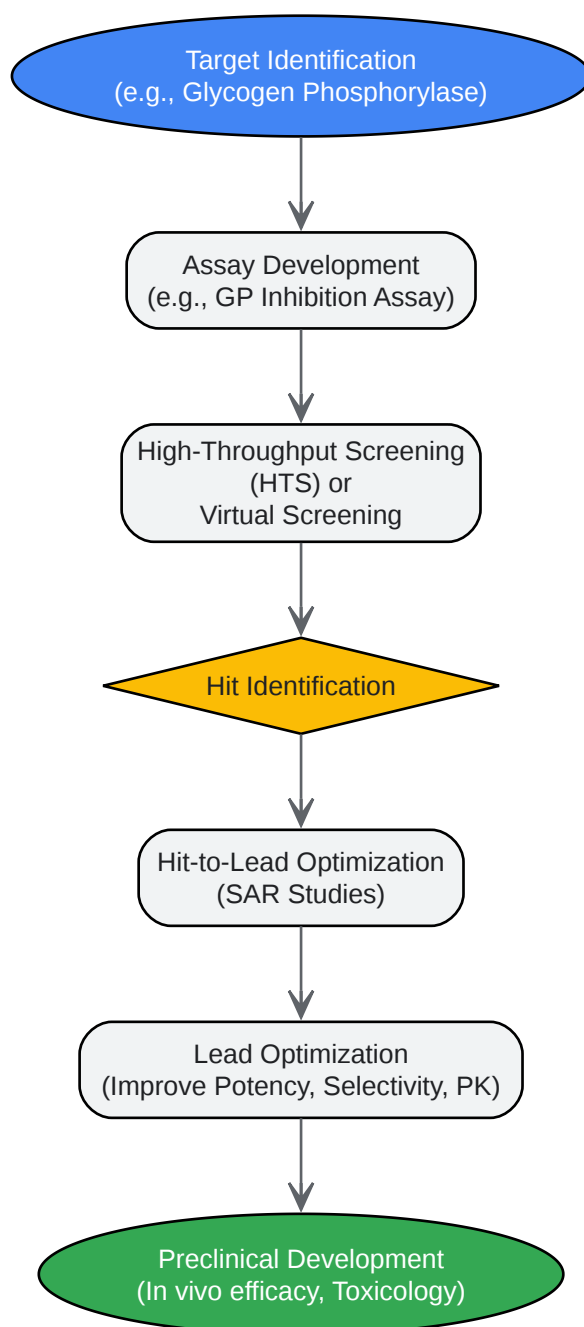 Target Identification
(e.g., Glycogen Phosphorylase)
Assay Development
(e.g., GP Inhibition Assay)
High-Throughput Screening
(HTS) or
Virtual Screening
Hit Identification
Hit-to-Lead Optimization
(SAR Studies)
Lead Optimization
(Improve Potency, Selectivity, PK)
Preclinical Development
(In vivo efficacy, Toxicology)